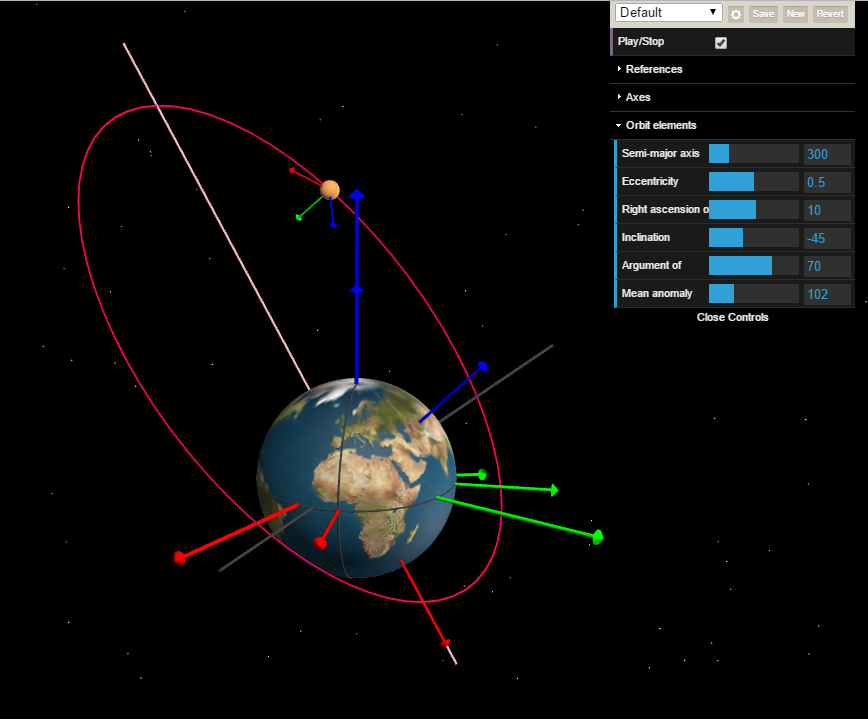 Default Save New Revert
Play/Stop
References
Axes
Orbit elements
Semi-major axis 300
Eccentricity 0.5
Right ascension o 10
Inclination -45
Argument of 70
Mean anomaly 102
Close Controls